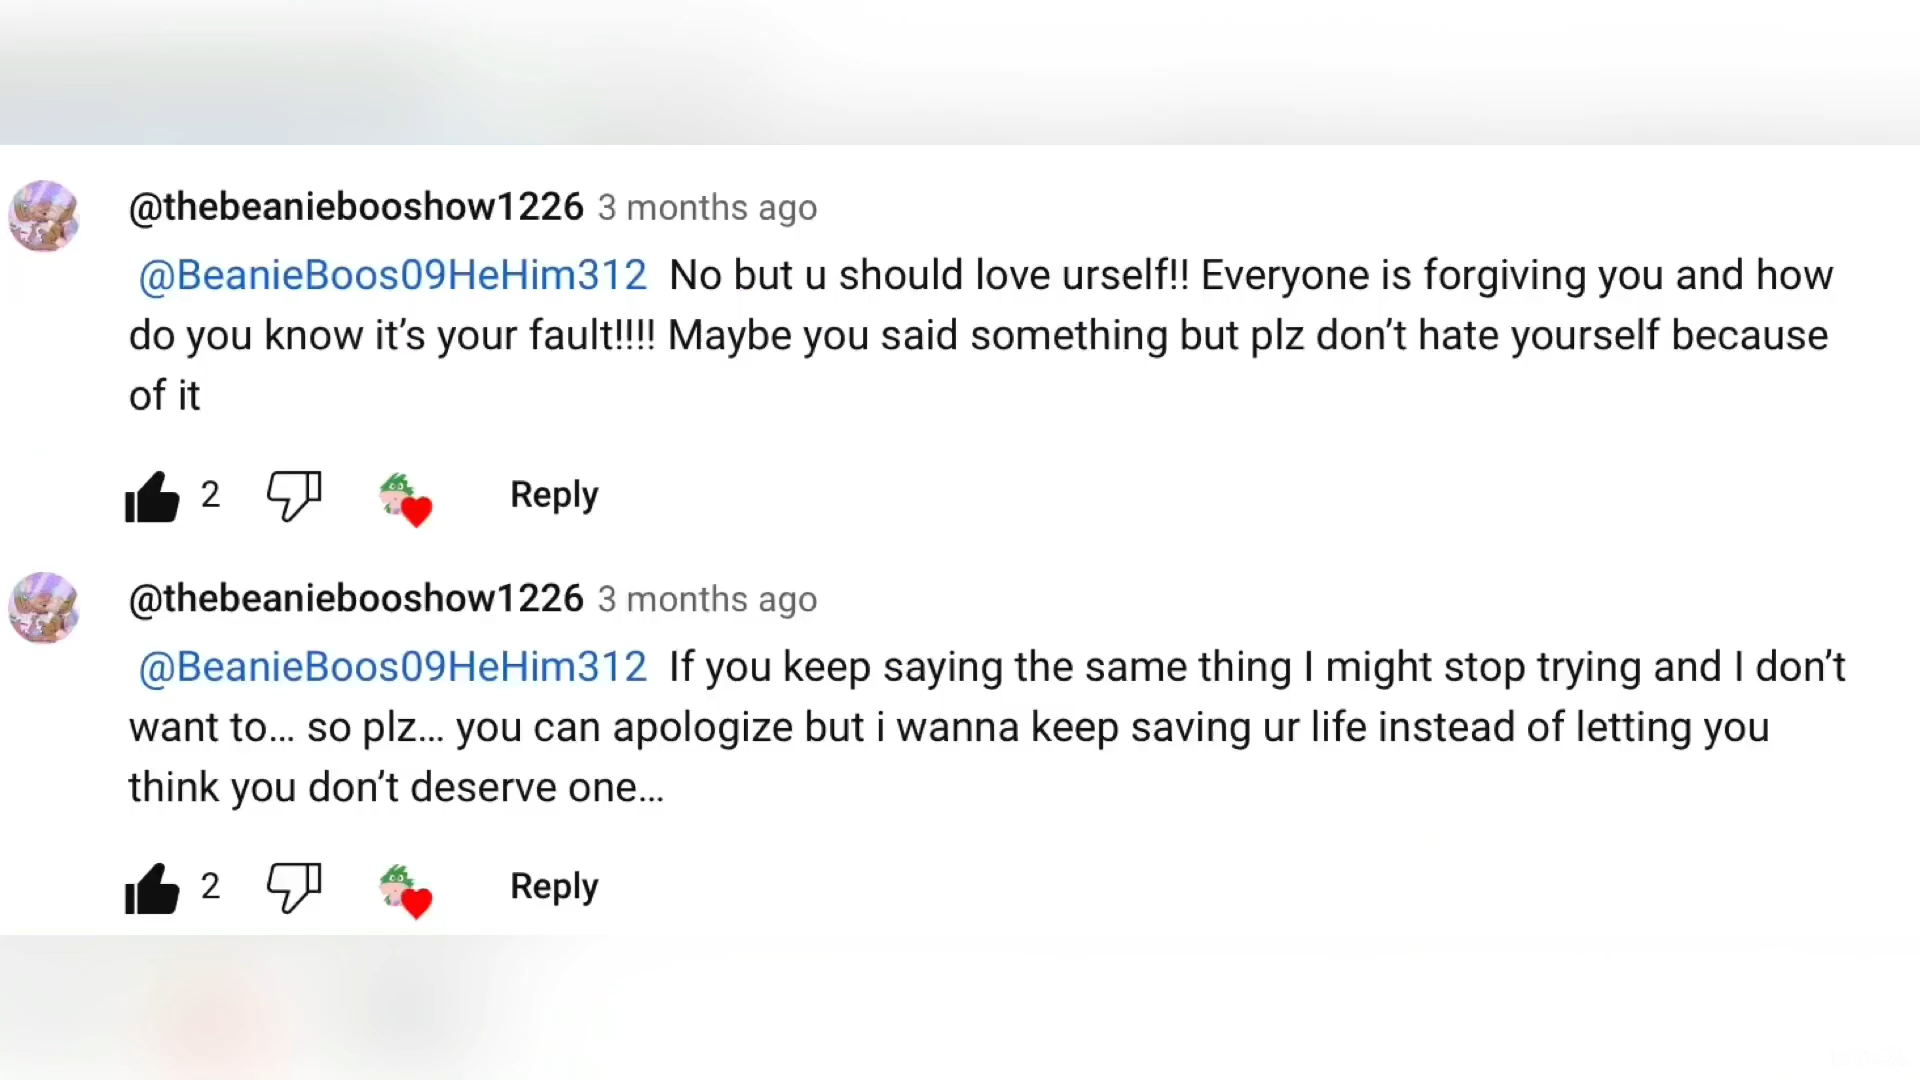 @thebeaniebooshow1226 3 months ago
@BeanieBoos09HeHim312 No but u should love urself!! Everyone is forgiving you and how
do you know it’s your fault!!!! Maybe you said something but plz don’t hate yourself because
of it
2 Reply
@thebeaniebooshow1226 3 months ago
@BeanieBoos09HeHim312 If you keep saying the same thing I might stop trying and I don’t
want to... so plz... you can apologize but i wanna keep saving ur life instead of letting you
think you don’t deserve one...
2 Reply